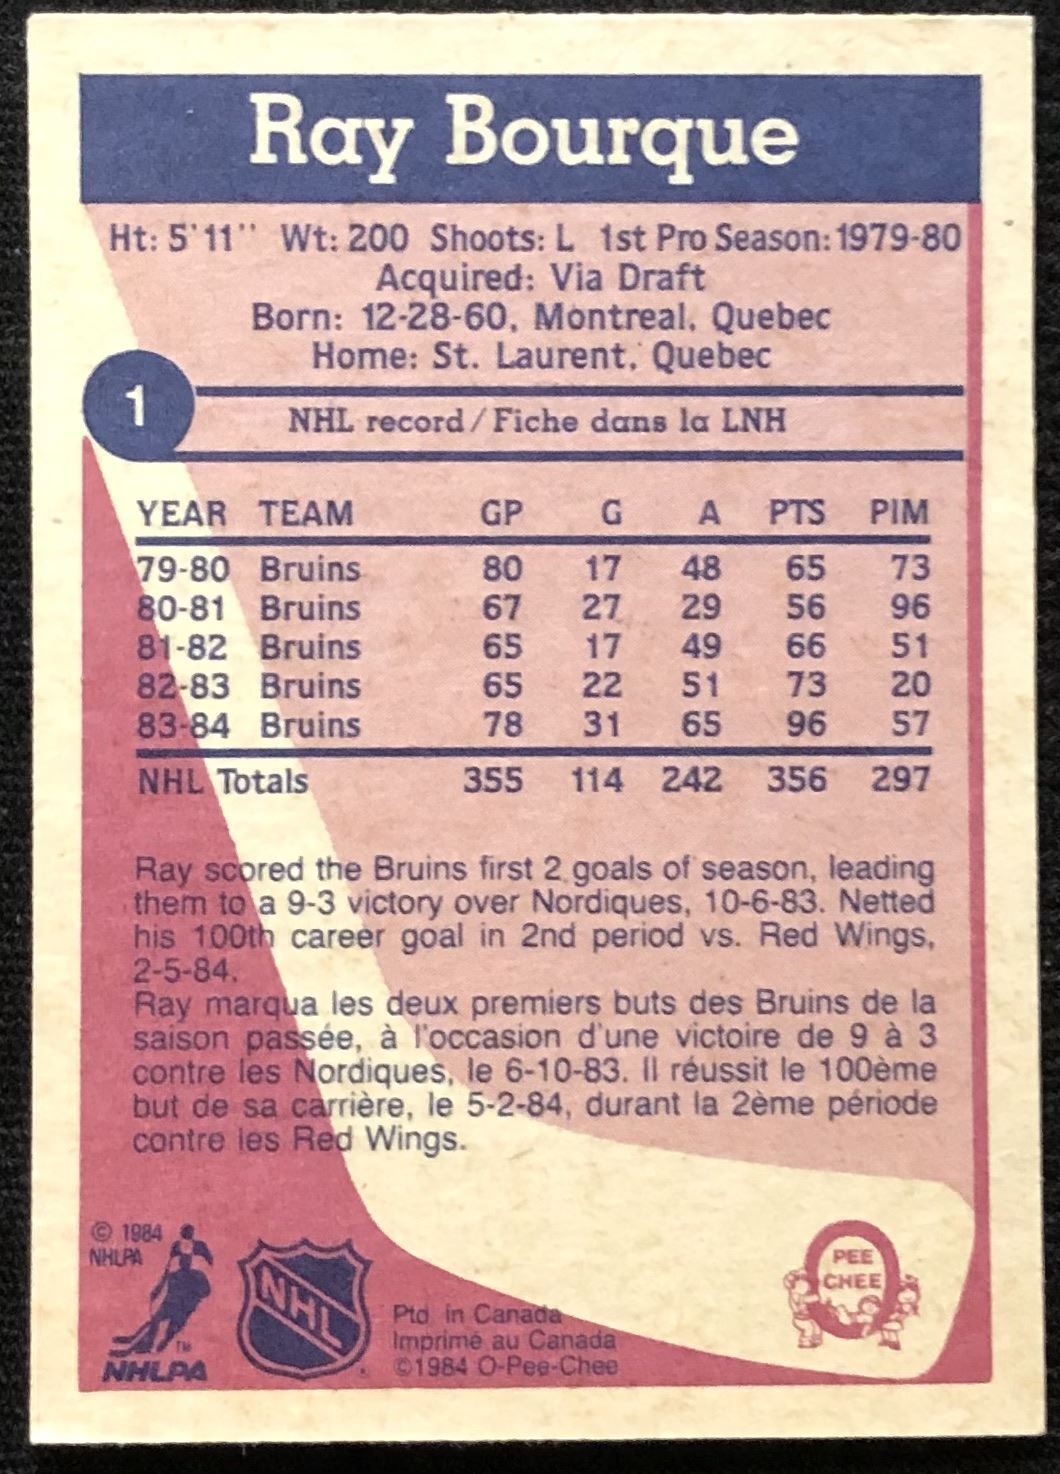 Ray Bourque
Ht: 5'11" Wt: 200 Shoots: L 1st Pro Season: 1979-80
Acquired: Via Draft
Born: 12-28-60, Montreal, Quebec
Home: St. Laurent, Quebec
1
NHL record/Fiche dans la LNH
YEAR TEAM GP G A PTS PIM
79-80 Bruins 80 17 48 65 73
80-81 Bruins 67 27 29 56 96
81-82 Bruins 65 17 49 66 51
82-83 Bruins 65 22 51 73 20
83-84 Bruins 78 31 65 96 57
NHL Totals 355 114 242 356 297
Ray scored the Bruins first 2 goals of season, leading
them to a 9-3 victory over Nordiques, 10-6-83. Netted
his 100th career goal in 2nd period vs. Red Wings,
2-5-84.
Ray marqua les deux premiers buts des Bruins de la
saison passée, à l'occasion d'une victoire de 9 à 3
contre les Nordiques, le 6-10-83. Il réussit le 100ème
but de sa carrière, le 5-2-84, durant la 2ème période
contre les Red Wings.
© 1984
NHLPA
TM
NHLPA
NHL
Ptd. in Canada
Imprimé au Canada
©1984 O-Pee-Chee
O
PEE
CHEE